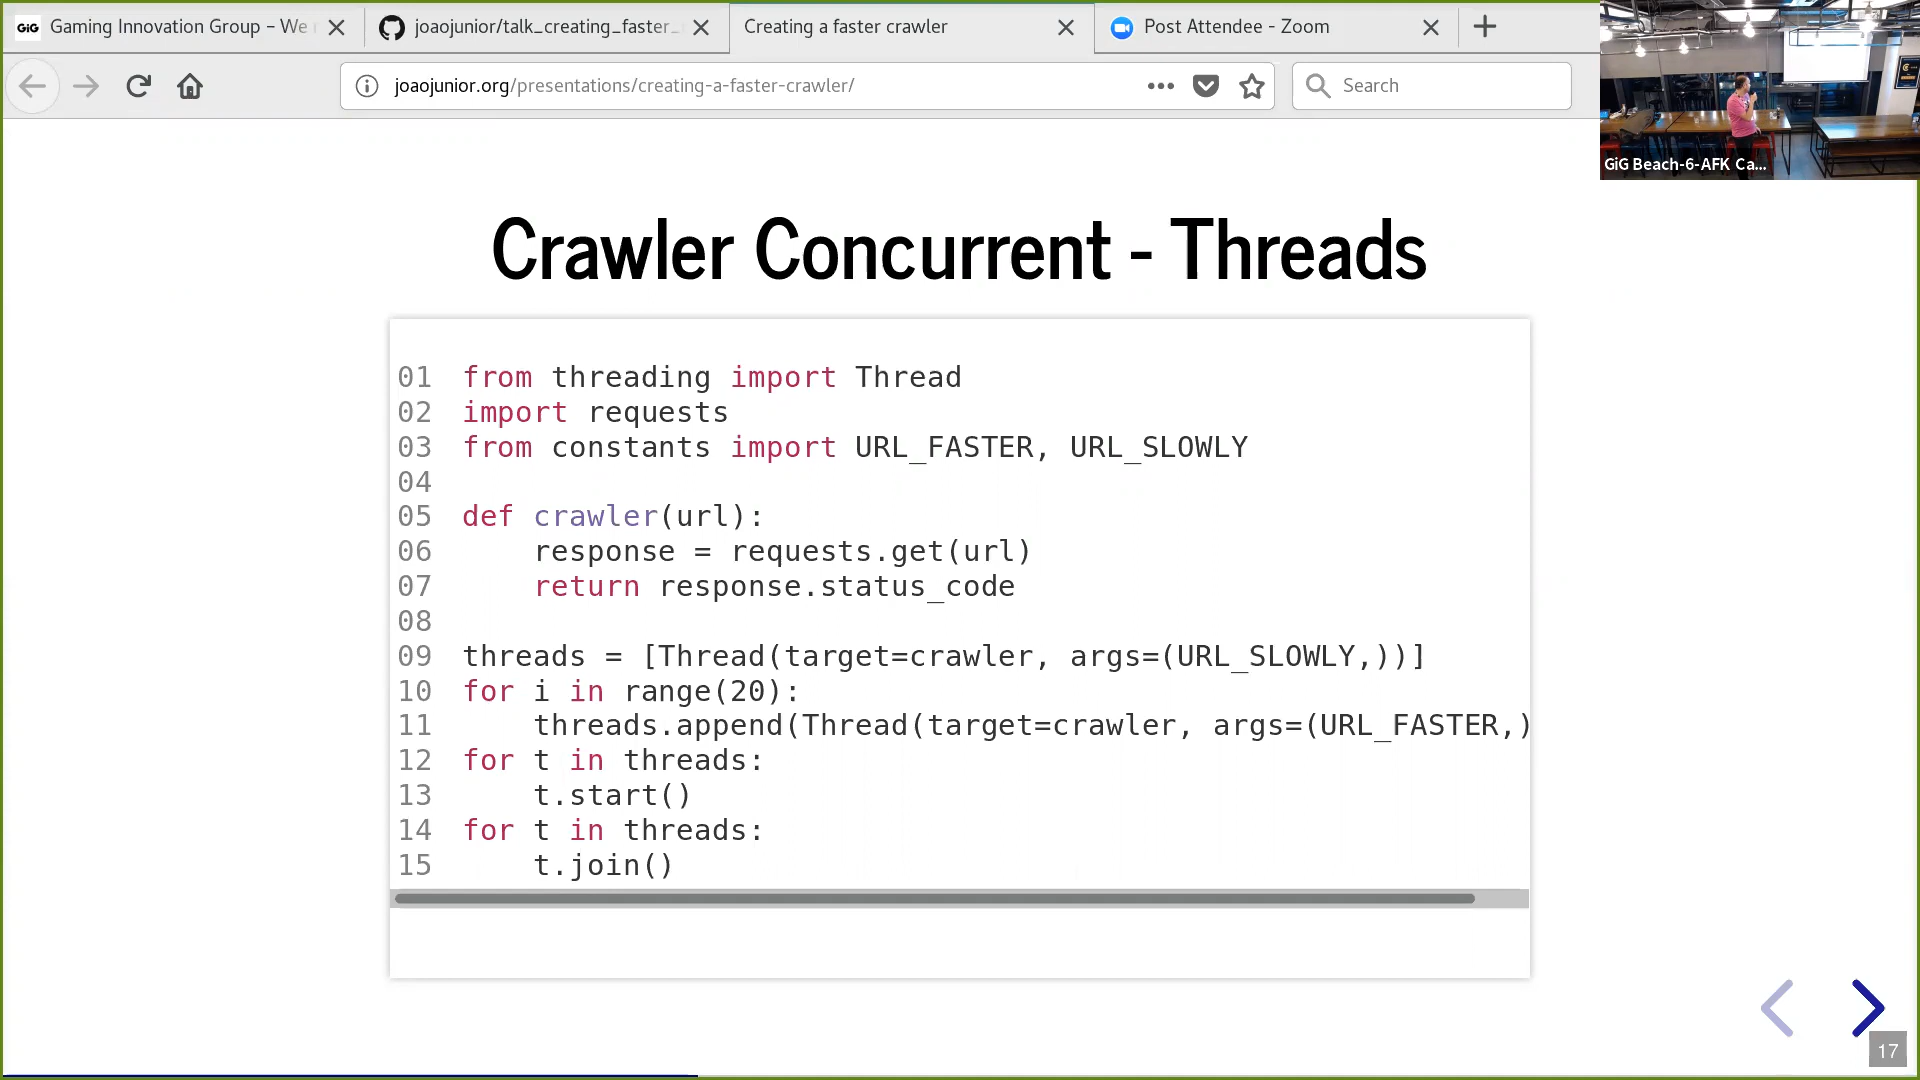 GiG Gaming Innovation Group – We
joaojunior/talk_creating_faster_
Creating a faster crawler
Post Attendee - Zoom
joaojunior.org/presentations/creating-a-faster-crawler/
Search
GiG Beach-6-AFK Ca...
Crawler Concurrent - Threads
01 from threading import Thread
02 import requests
03 from constants import URL_FASTER, URL_SLOWLY
04
05 def crawler(url):
06     response = requests.get(url)
07     return response.status_code
08
09 threads = [Thread(target=crawler, args=(URL_SLOWLY,))]
10 for i in range(20):
11     threads.append(Thread(target=crawler, args=(URL_FASTER,)
12 for t in threads:
13     t.start()
14 for t in threads:
15     t.join()
17